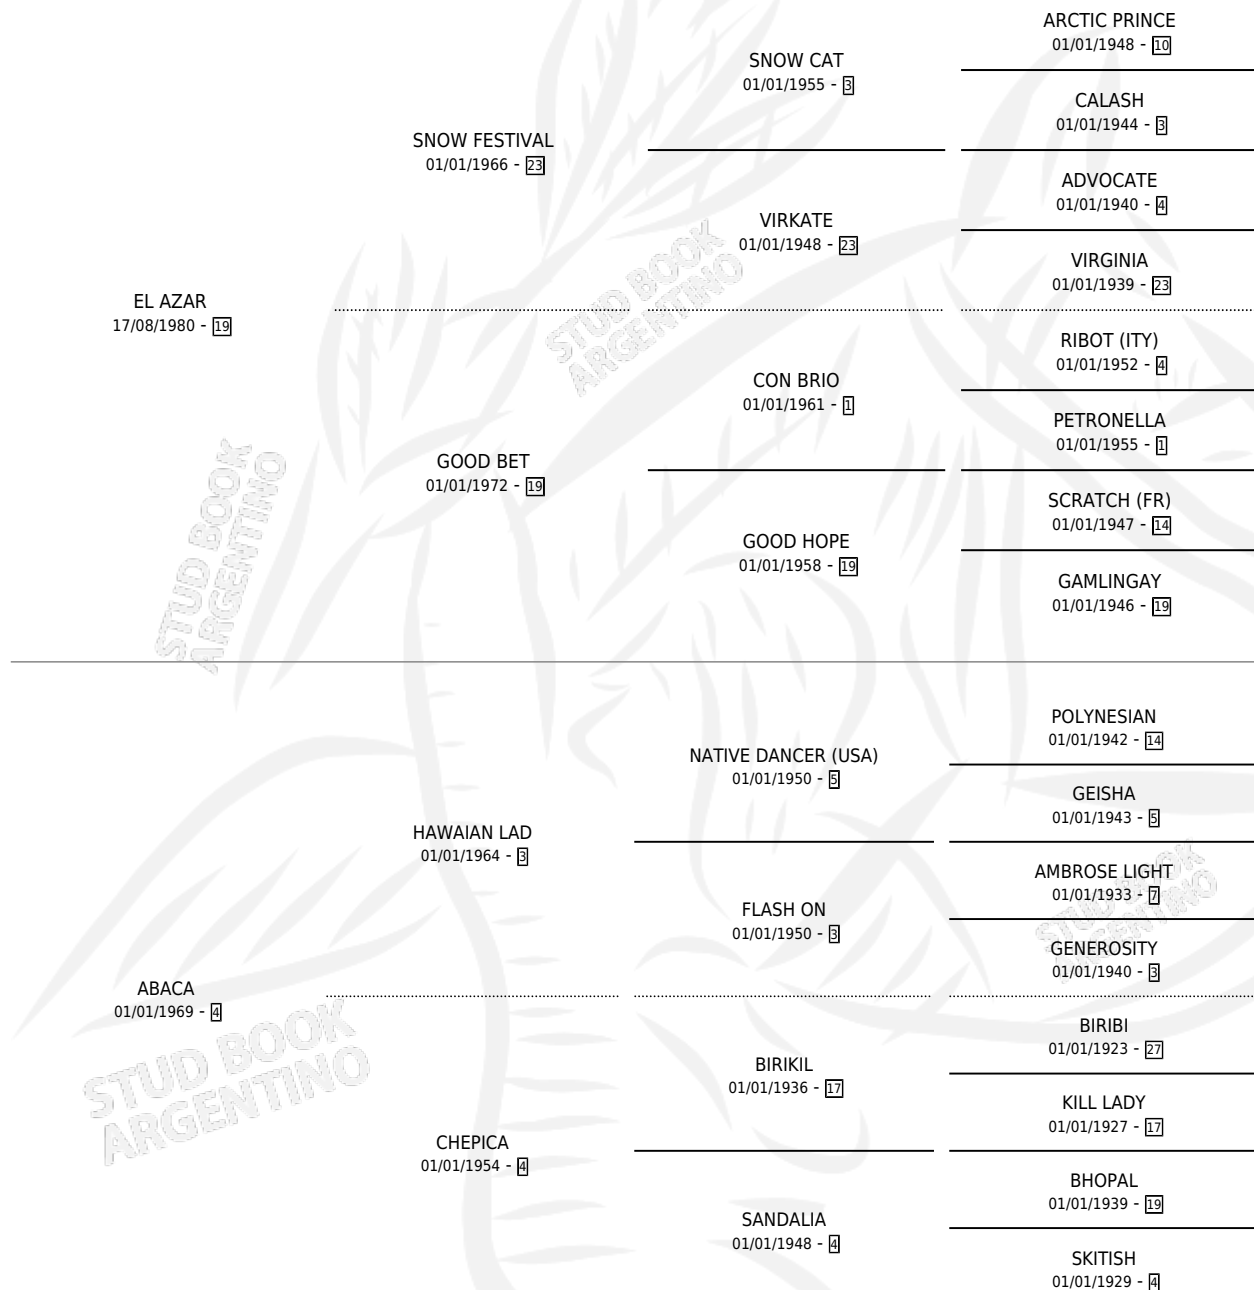 ARCTIC PRINCE
01/01/1948 - 10
SNOW CAT
01/01/1955 - 3
CALASH
01/01/1944 - 3
SNOW FESTIVAL
01/01/1966 - 23
ADVOCATE
01/01/1940 - 4
VIRKATE
01/01/1948 - 23
VIRGINIA
01/01/1939 - 23
EL AZAR
17/08/1980 - 19
RIBOT (ITY)
01/01/1952 - 4
CON BRIO
01/01/1961 - 1
PETRONELLA
01/01/1955 - 1
GOOD BET
01/01/1972 - 19
SCRATCH (FR)
01/01/1947 - 14
GOOD HOPE
01/01/1958 - 19
GAMLINGAY
01/01/1946 - 19
POLYNESIAN
01/01/1942 - 14
NATIVE DANCER (USA)
01/01/1950 - 5
GEISHA
01/01/1943 - 5
HAWAIAN LAD
01/01/1964 - 3
AMBROSE LIGHT
01/01/1933 - 7
FLASH ON
01/01/1950 - 3
GENEROSITY
01/01/1940 - 3
ABACA
01/01/1969 - 4
BIRIBI
01/01/1923 - 27
BIRIKIL
01/01/1936 - 17
KILL LADY
01/01/1927 - 17
CHEPICA
01/01/1954 - 4
BHOPAL
01/01/1939 - 19
SANDALIA
01/01/1948 - 4
SKITISH
01/01/1929 - 4
STUD BOOK
ARGENTINO
STUD BOOK
ARGENTINO
STUD BOOK
ARGENTINO
STUD BOOK
ARGENTINO